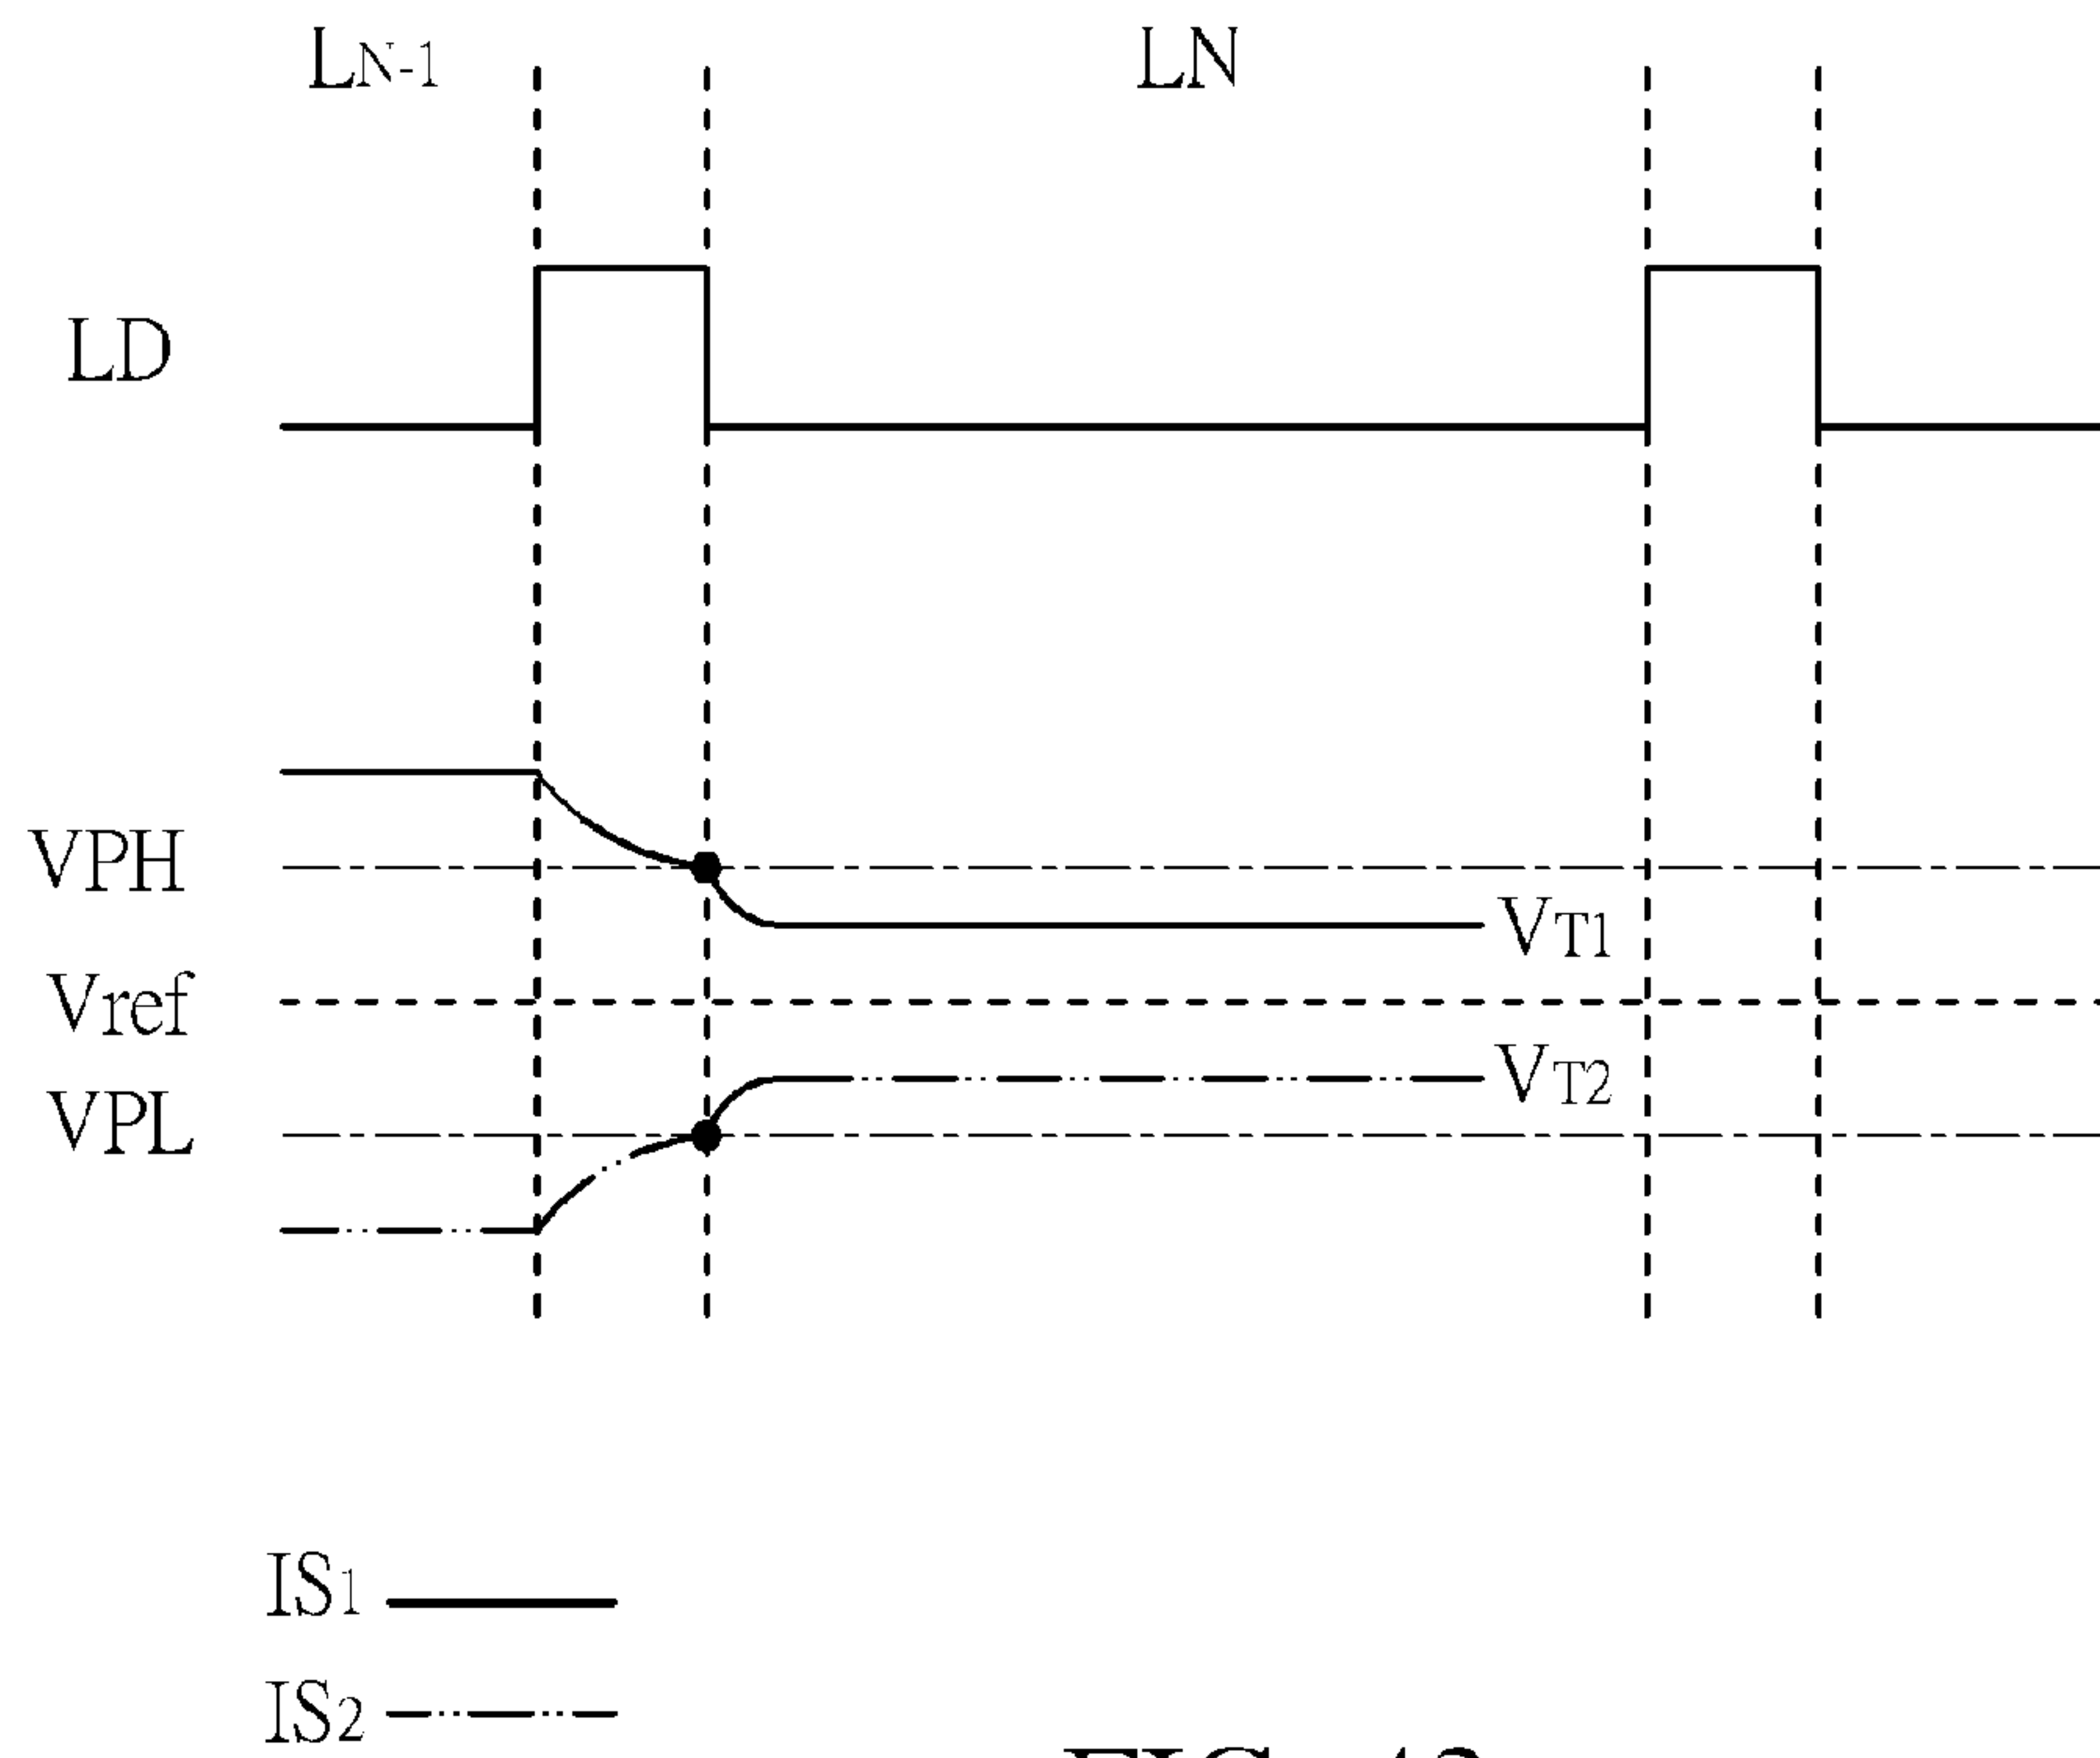 LN-1
LN
LD
VPH
VT1
Vref
VT2
VPL
IS1
IS2